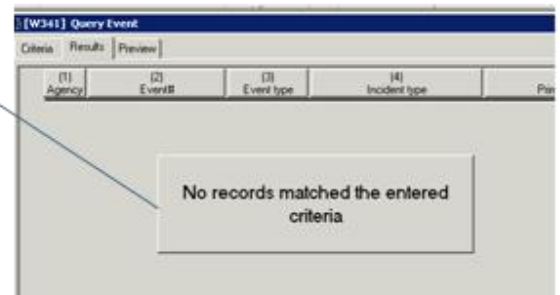 [W341] Query Event
Criteria Results Preview
(1) (2) (3) (4)
Agency Event# Event type Incident type
No records matched the entered
criteria